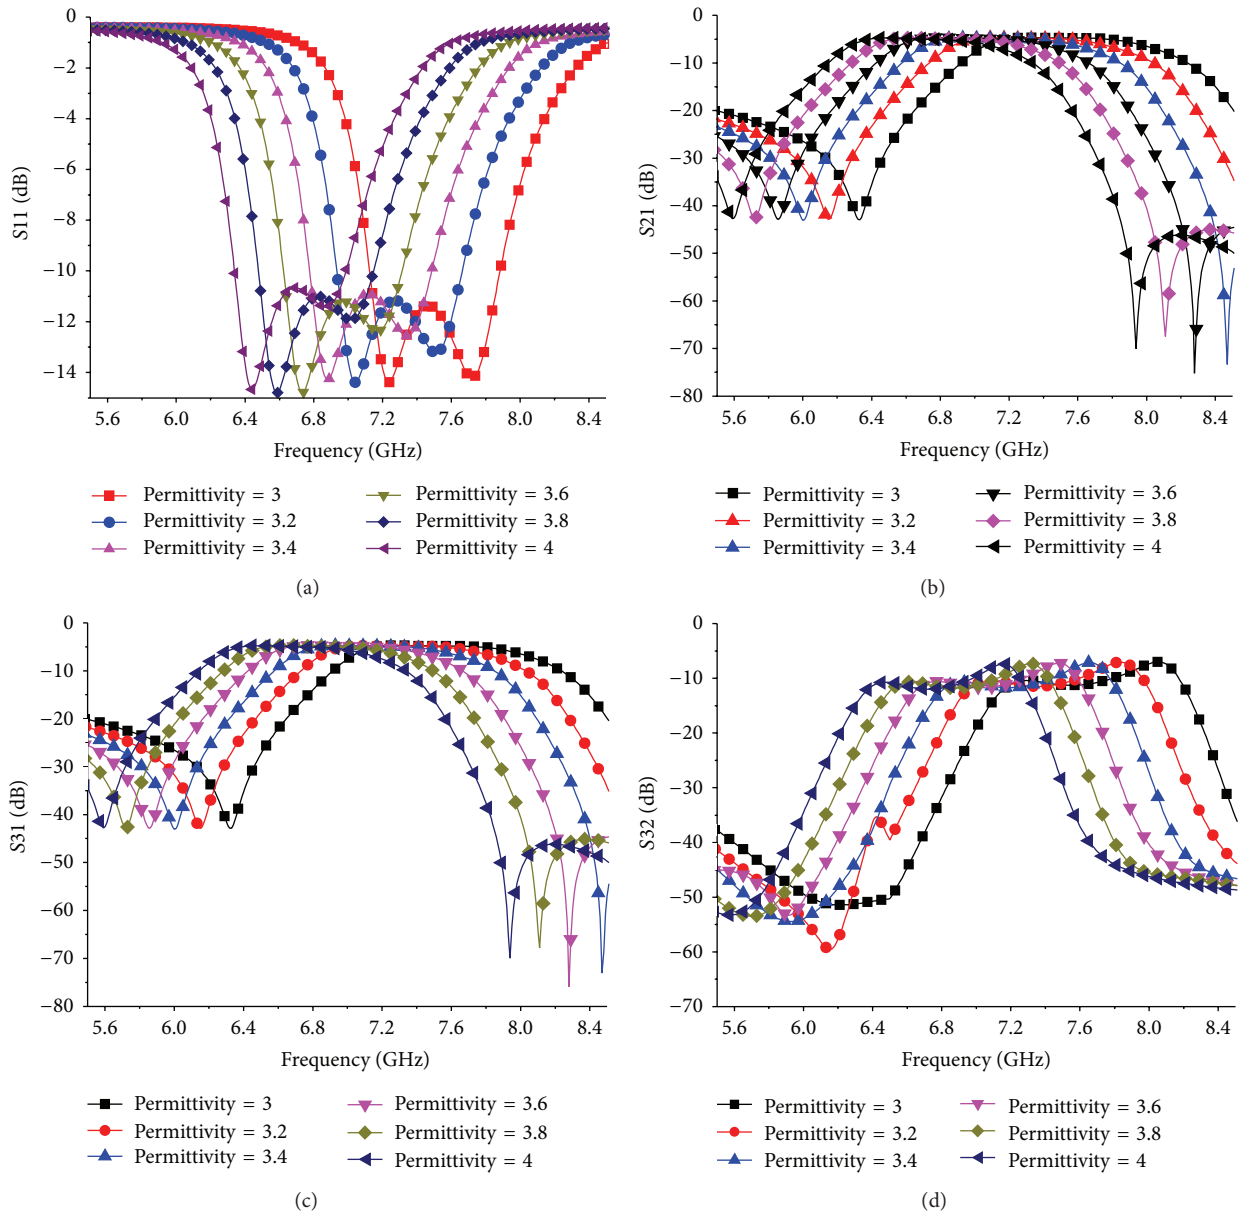 0
−2
−4
−6
−8
−10
−12
−14
S11 (dB)
5.6 6.0 6.4 6.8 7.2 7.6 8.0 8.4
Frequency (GHz)
Permittivity = 3
Permittivity = 3.2
Permittivity = 3.4
Permittivity = 3.6
Permittivity = 3.8
Permittivity = 4
(a)
0
−10
−20
−30
−40
−50
−60
−70
−80
S21 (dB)
5.6 6.0 6.4 6.8 7.2 7.6 8.0 8.4
Frequency (GHz)
Permittivity = 3
Permittivity = 3.2
Permittivity = 3.4
Permittivity = 3.6
Permittivity = 3.8
Permittivity = 4
(b)
0
−10
−20
−30
−40
−50
−60
−70
−80
S31 (dB)
5.6 6.0 6.4 6.8 7.2 7.6 8.0 8.4
Frequency (GHz)
Permittivity = 3
Permittivity = 3.2
Permittivity = 3.4
Permittivity = 3.6
Permittivity = 3.8
Permittivity = 4
(c)
0
−10
−20
−30
−40
−50
−60
−70
S32 (dB)
5.6 6.0 6.4 6.8 7.2 7.6 8.0 8.4
Frequency (GHz)
Permittivity = 3
Permittivity = 3.2
Permittivity = 3.4
Permittivity = 3.6
Permittivity = 3.8
Permittivity = 4
(d)